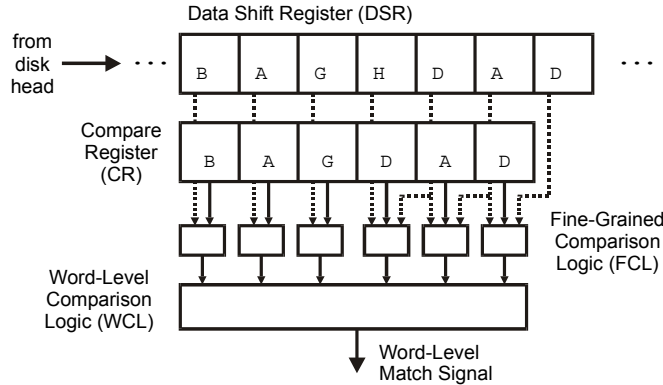 Data Shift Register (DSR)
from
disk
head
. . .
B A G H D A D
. . .
Compare
Register
(CR)
B A G D A D
Fine-Grained
Comparison
Logic (FCL)
Word-Level
Comparison
Logic (WCL)
Word-Level
Match Signal